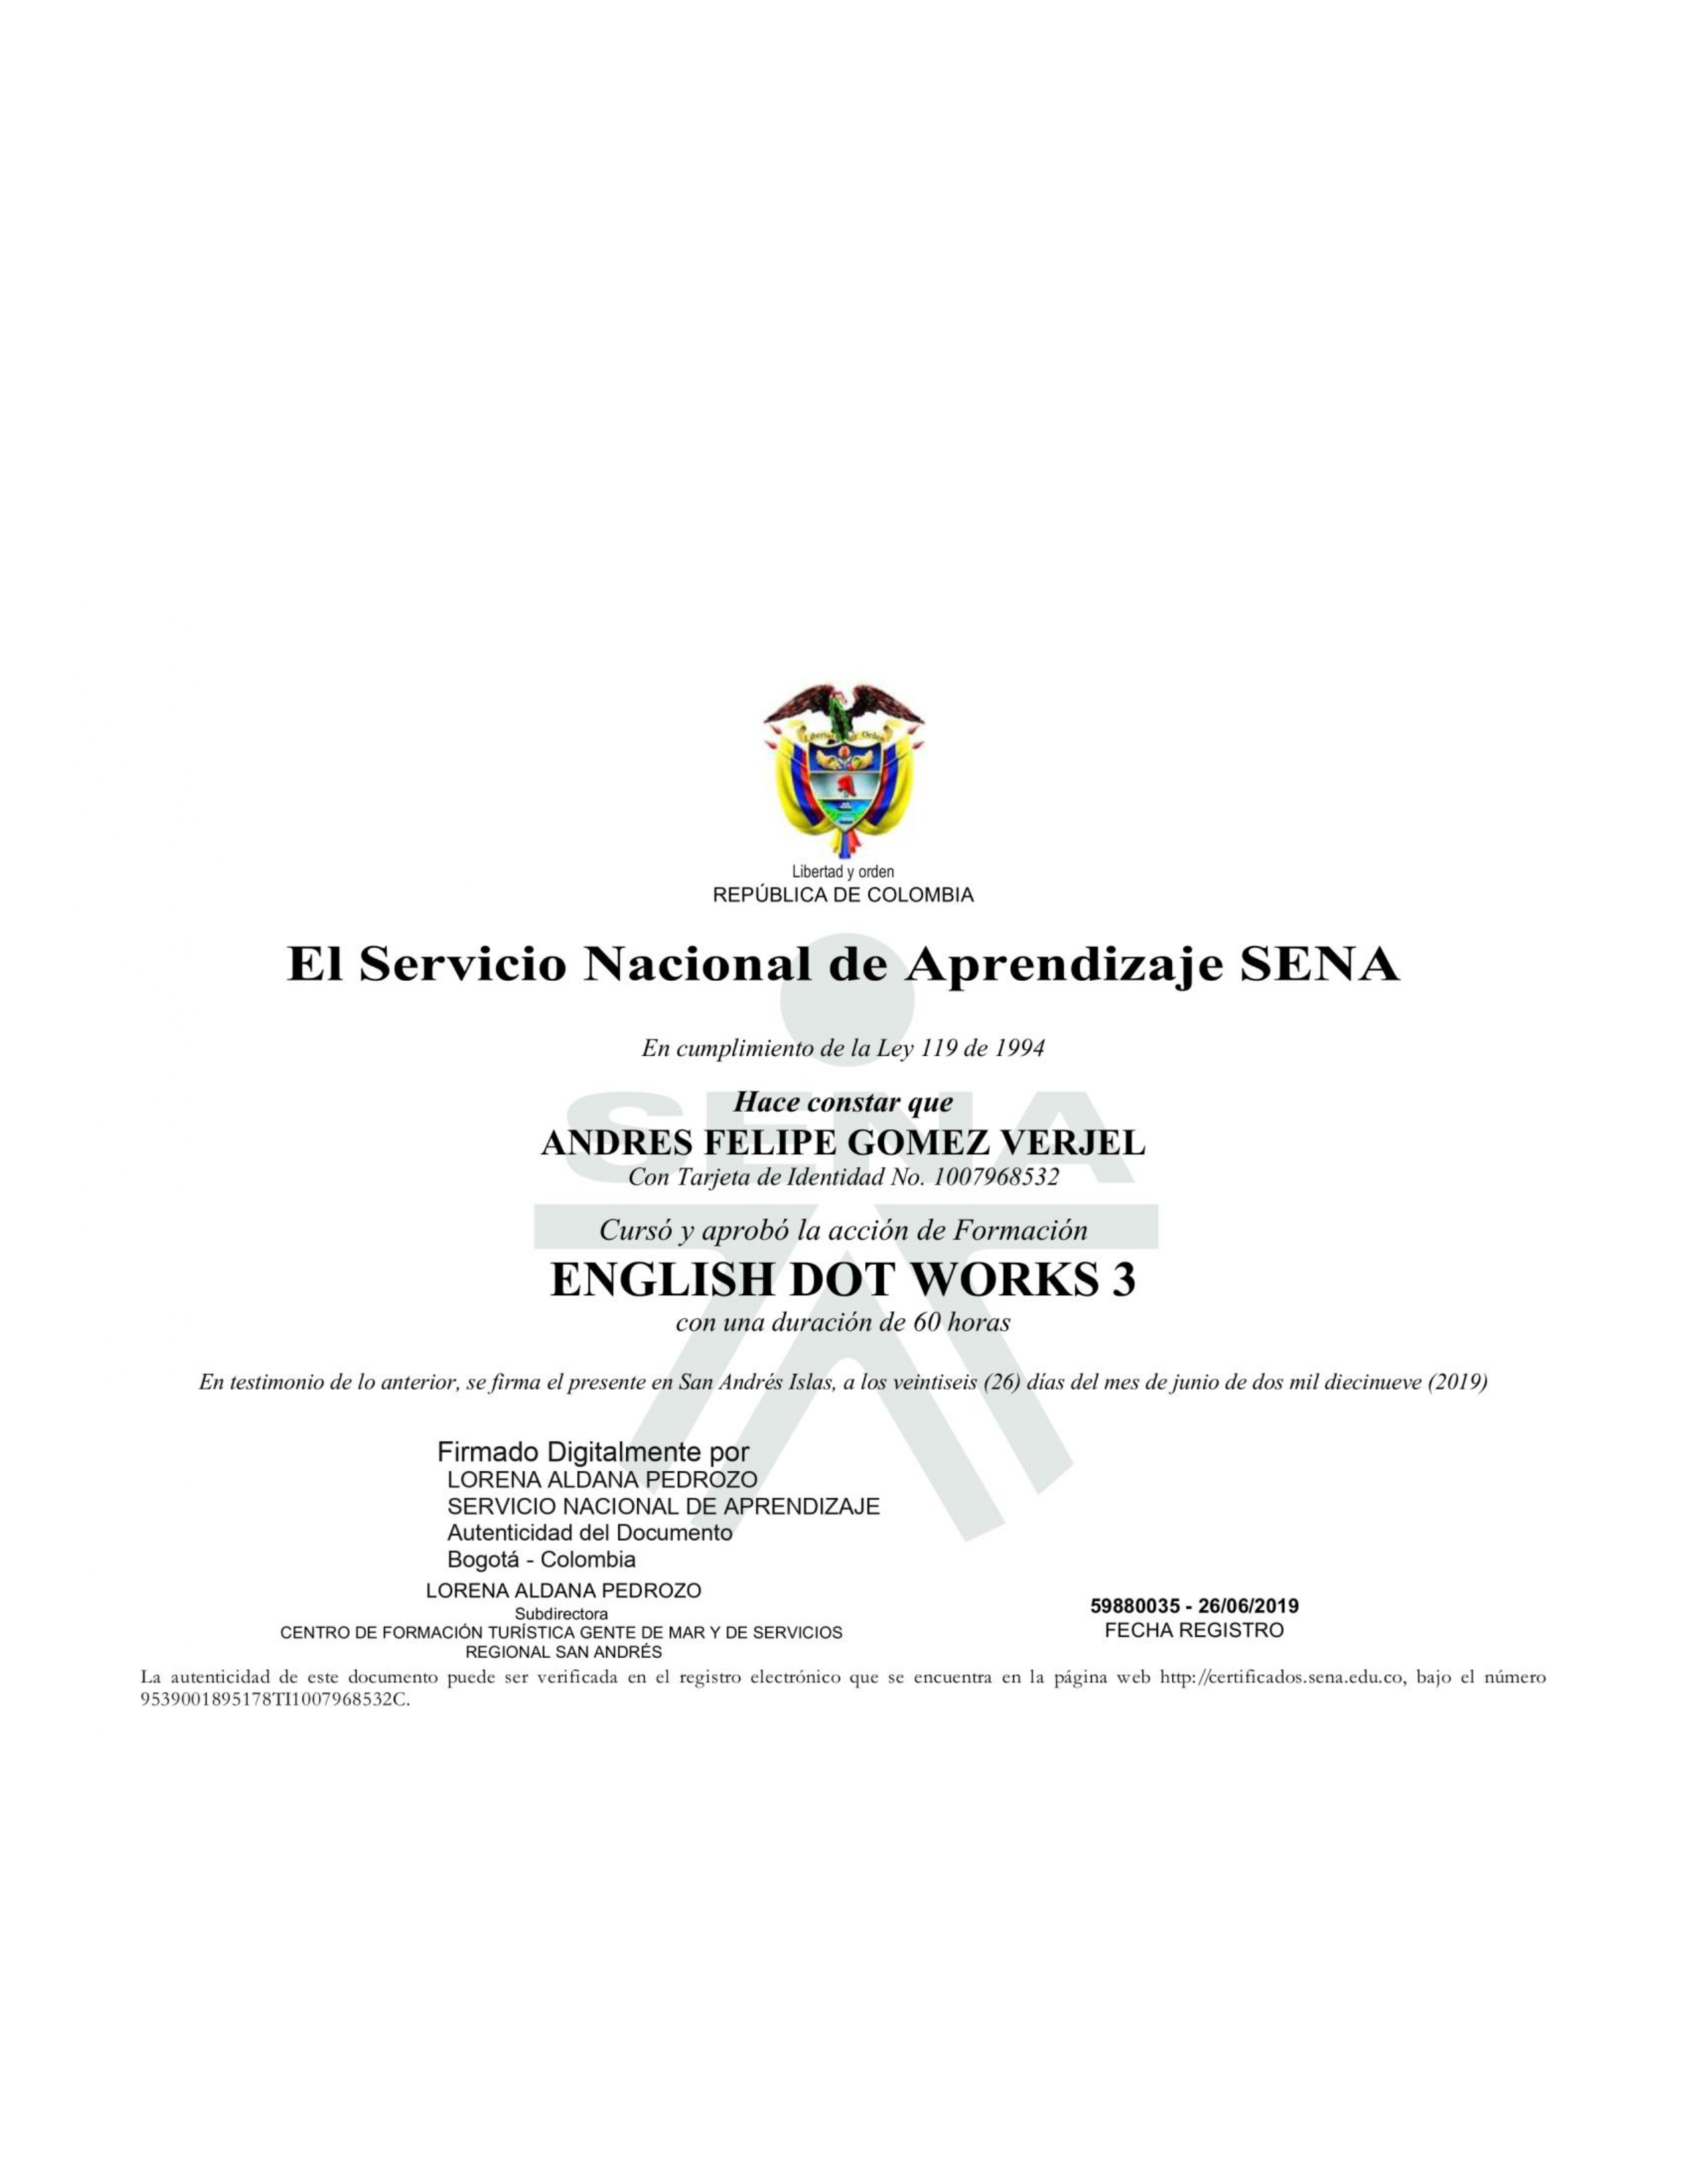 Libertad y Orden
Libertad y orden
REPÚBLICA DE COLOMBIA
El Servicio Nacional de Aprendizaje SENA
En cumplimiento de la Ley 119 de 1994
SENA
Hace constar que
ANDRES FELIPE GOMEZ VERJEL
Con Tarjeta de Identidad No. 1007968532
Cursó y aprobó la acción de Formación
ENGLISH DOT WORKS 3
con una duración de 60 horas
En testimonio de lo anterior, se firma el presente en San Andrés Islas, a los veintiseis (26) días del mes de junio de dos mil diecinueve (2019)
Firmado Digitalmente por
LORENA ALDANA PEDROZO
SERVICIO NACIONAL DE APRENDIZAJE
Autenticidad del Documento
Bogotá - Colombia
LORENA ALDANA PEDROZO
Subdirectora
CENTRO DE FORMACIÓN TURÍSTICA GENTE DE MAR Y DE SERVICIOS
REGIONAL SAN ANDRÉS
59880035 - 26/06/2019
FECHA REGISTRO
La autenticidad de este documento puede ser verificada en el registro electrónico que se encuentra en la página web http://certificados.sena.edu.co, bajo el número
9539001895178TI1007968532C.